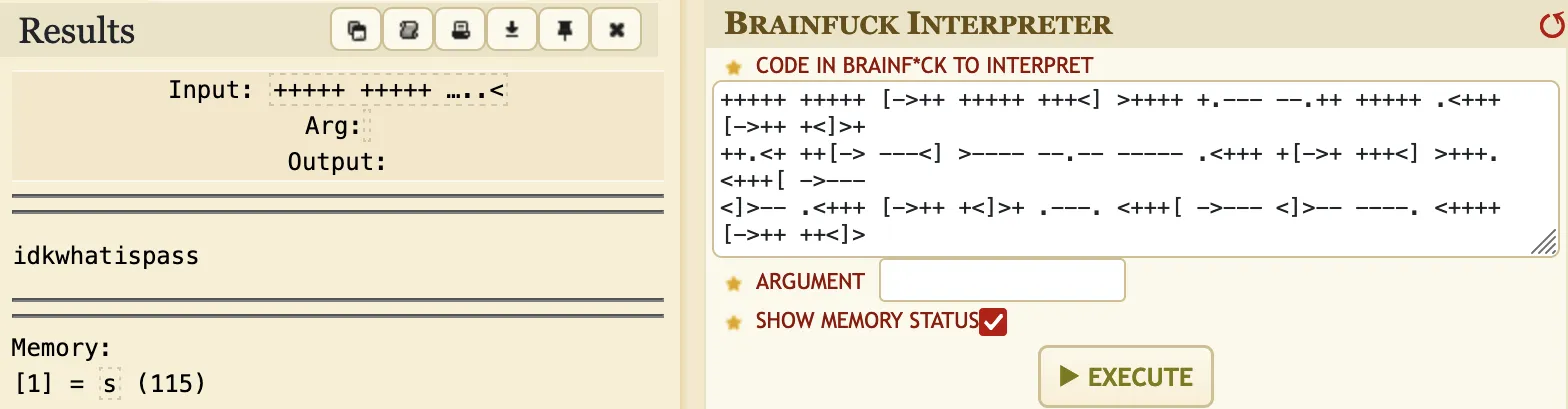 Results
Input: +++++ +++++ …..<
Arg:
Output:
idkwhatispass
Memory:
[1] = s (115)
BRAINFUCK INTERPRETER
CODE IN BRAINF*CK TO INTERPRET
+++++ +++++ [->++ +++++ +++<] >++++ +.--- --.++ +++++ .<+++
[->++ +<]>+
++.<+ ++[-> ---<] >---- --.-- ----- .<+++ +[->+ +++<] >+++.
<+++[ ->---
<]>-- .<+++ [->++ +<]>+ .---. <+++[ ->--- <]>-- ----. <++++
[->++ ++<]>
ARGUMENT
SHOW MEMORY STATUS
EXECUTE